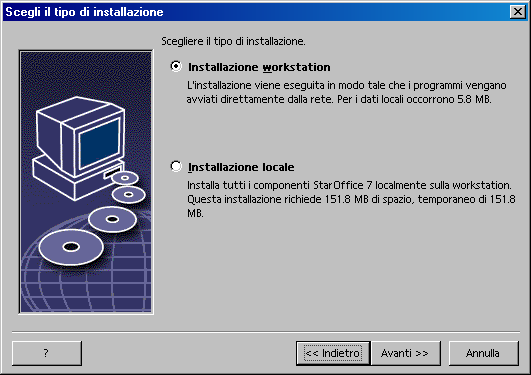 Scegli il tipo di installazione
Scegliere il tipo di installazione.
Installazione workstation
L'installazione viene eseguita in modo tale che i programmi vengano
avviati direttamente dalla rete. Per i dati locali occorrono 5.8 MB.
Installazione locale
Installa tutti i componenti StarOffice 7 localmente sulla workstation.
Questa installazione richiede 151.8 MB di spazio, temporaneo di 151.8
MB.
?
<< Indietro
Avanti >>
Annulla